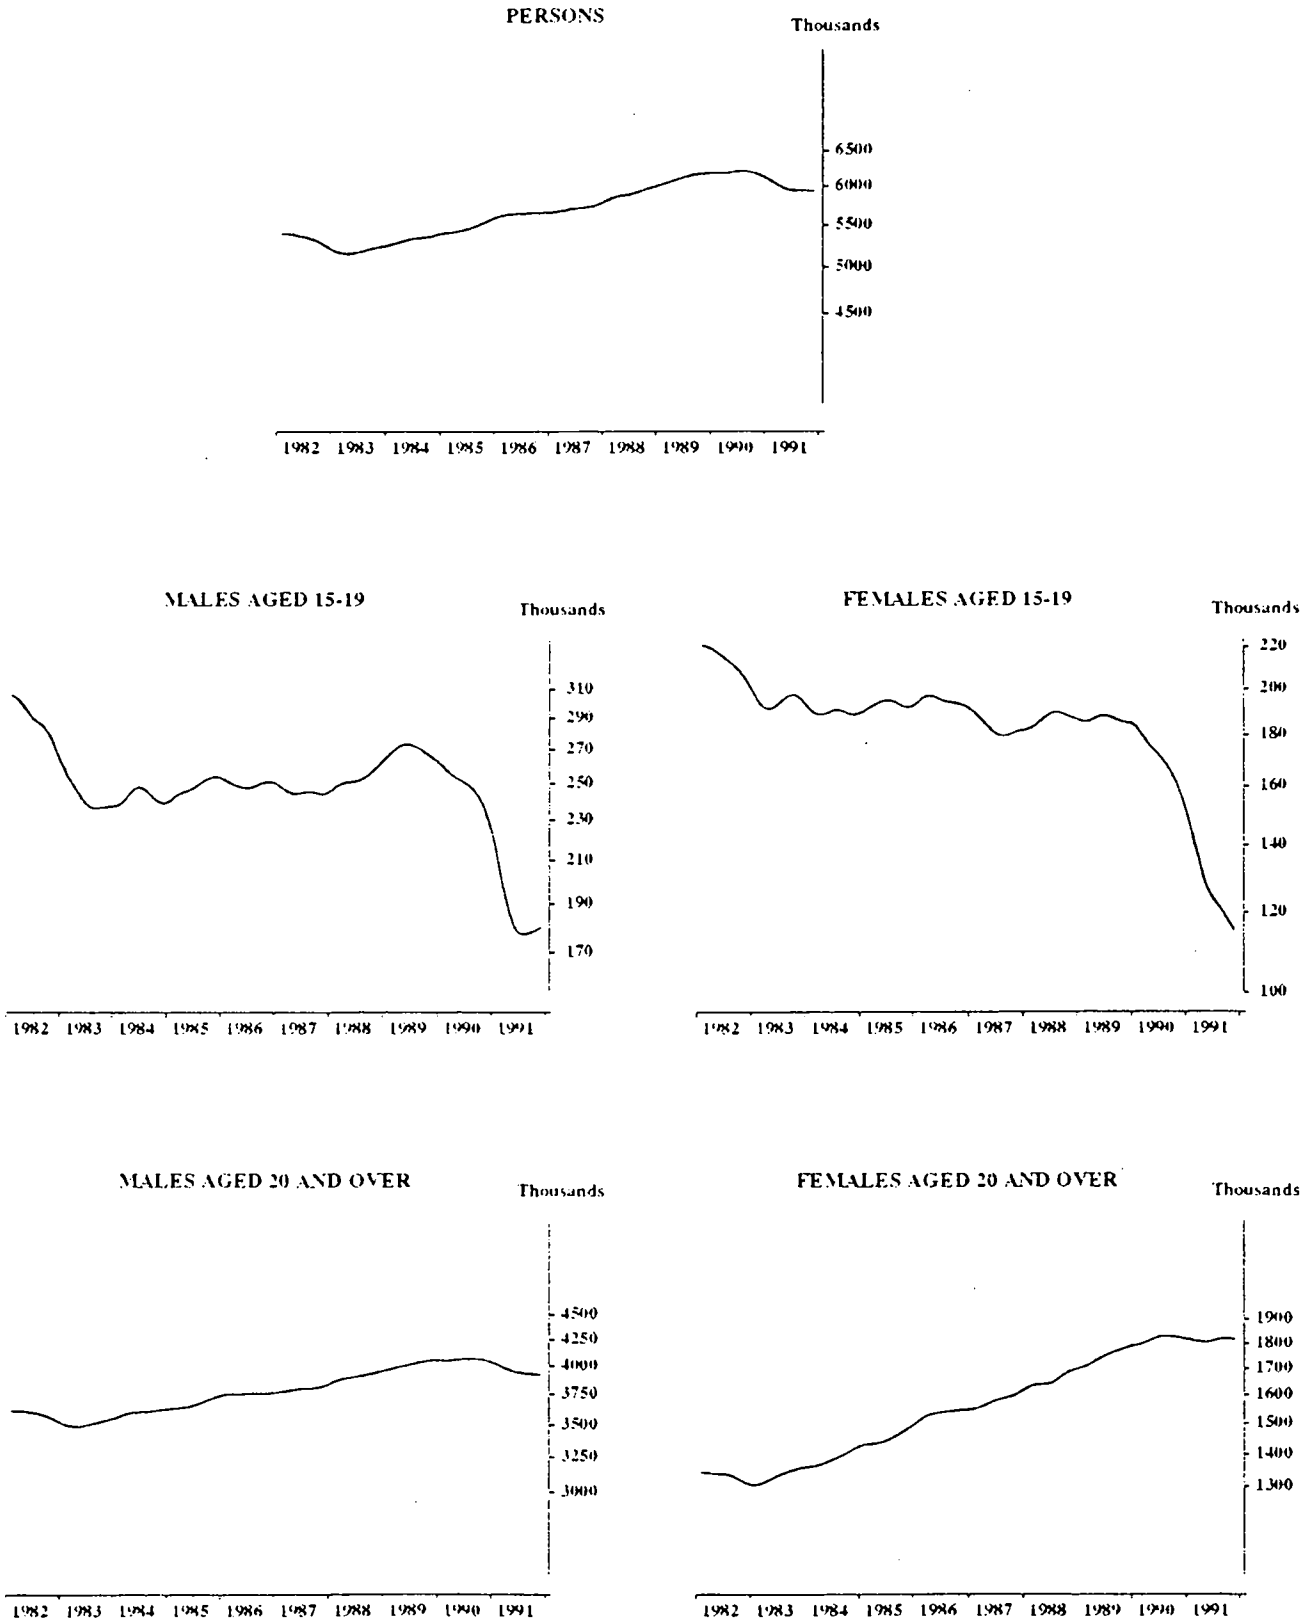 PERSONS
Thousands
6500
6000
5500
5000
4500
1982 1983 1984 1985 1986 1987 1988 1989 1990 1991
MALES AGED 15-19
Thousands
310
290
270
250
230
210
190
170
1982 1983 1984 1985 1986 1987 1988 1989 1990 1991
FEMALES AGED 15-19
Thousands
220
200
180
160
140
120
100
1982 1983 1984 1985 1986 1987 1988 1989 1990 1991
MALES AGED 20 AND OVER
Thousands
4500
4250
4000
3750
3500
3250
3000
1982 1983 1984 1985 1986 1987 1988 1989 1990 1991
FEMALES AGED 20 AND OVER
Thousands
1900
1800
1700
1600
1500
1400
1300
1982 1983 1984 1985 1986 1987 1988 1989 1990 1991